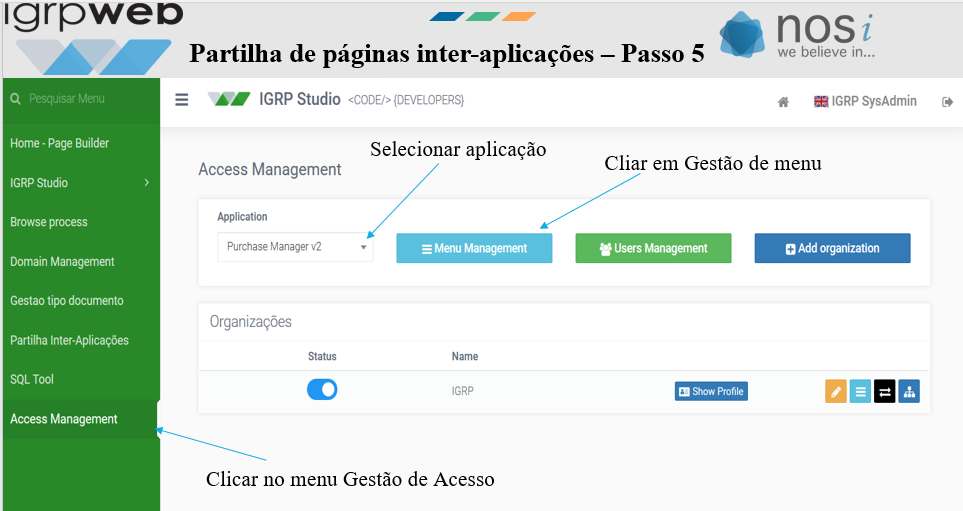 igrpweb
Partilha de páginas inter-aplicações – Passo 5
nosi
we believe in...
Pesquisar Menu
IGRP Studio <CODE/> {DEVELOPERS}
IGRP SysAdmin
Home - Page Builder
IGRP Studio
Browse process
Domain Management
Gestao tipo documento
Partilha Inter-Aplicações
SQL Tool
Access Management
Selecionar aplicação
Cliar em Gestão de menu
Access Management
Application
Purchase Manager v2
Menu Management
Users Management
Add organization
Organizações
Status Name
IGRP Show Profile
Clicar no menu Gestão de Acesso